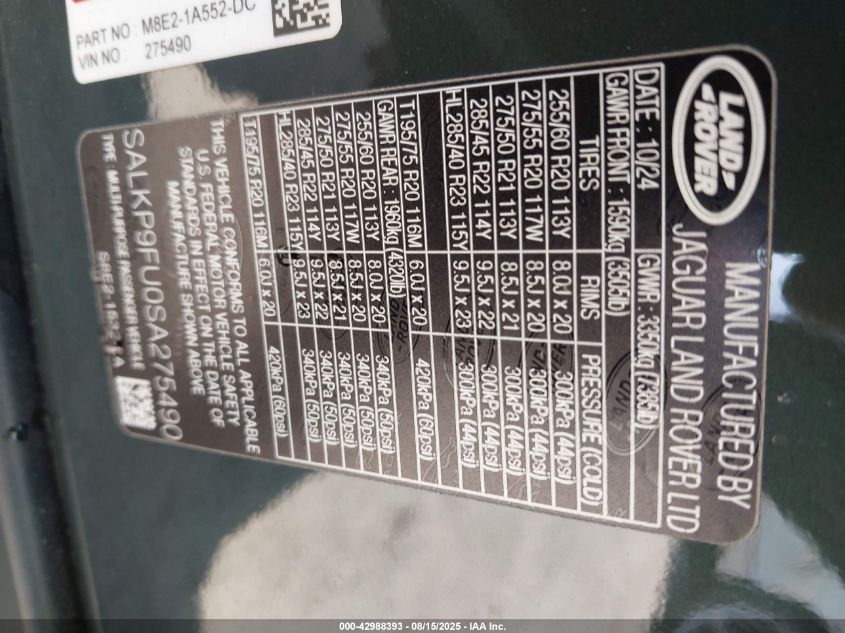 PART NO : M8E2-1A552-DC
VIN NO : 275490
LAND ROVER
MANUFACTURED BY
JAGUAR LAND ROVER LTD
DATE : 10/24 GVWR : 3350kg (7385lb)
GAWR FRONT : 1590kg (3505lb)
TIRES RIMS PRESSURE (COLD)
255/60 R20 113Y 8.0J x 20 300kPa (44psi)
275/55 R20 117W 8.5J x 20 300kPa (44psi)
275/50 R21 113Y 8.5J x 21 300kPa (44psi)
285/45 R22 114Y 9.5J x 22 300kPa (44psi)
HL 285/40 R23 115Y 9.5J x 23 300kPa (44psi)
T195/75 R20 116M 6.0J x 20 420kPa (60psi)
GAWR REAR : 1960kg (4320lb)
255/60 R20 113Y 8.0J x 20 340kPa (50psi)
275/55 R20 117W 8.5J x 20 340kPa (50psi)
275/50 R21 113Y 8.5J x 21 340kPa (50psi)
285/45 R22 114Y 9.5J x 22 340kPa (50psi)
HL 285/40 R23 115Y 9.5J x 23 340kPa (50psi)
T195/75 R20 116M 6.0J x 20 420kPa (60psi)
THIS VEHICLE CONFORMS TO ALL APPLICABLE
U.S. FEDERAL MOTOR VEHICLE SAFETY
STANDARDS IN EFFECT ON THE DATE OF
MANUFACTURE SHOWN ABOVE
SALKP9FU0SA275490
TYPE : MULTI-PURPOSE PASSENGER VEHICLE
000-42988393 - 08/15/2025 - IAA Inc.